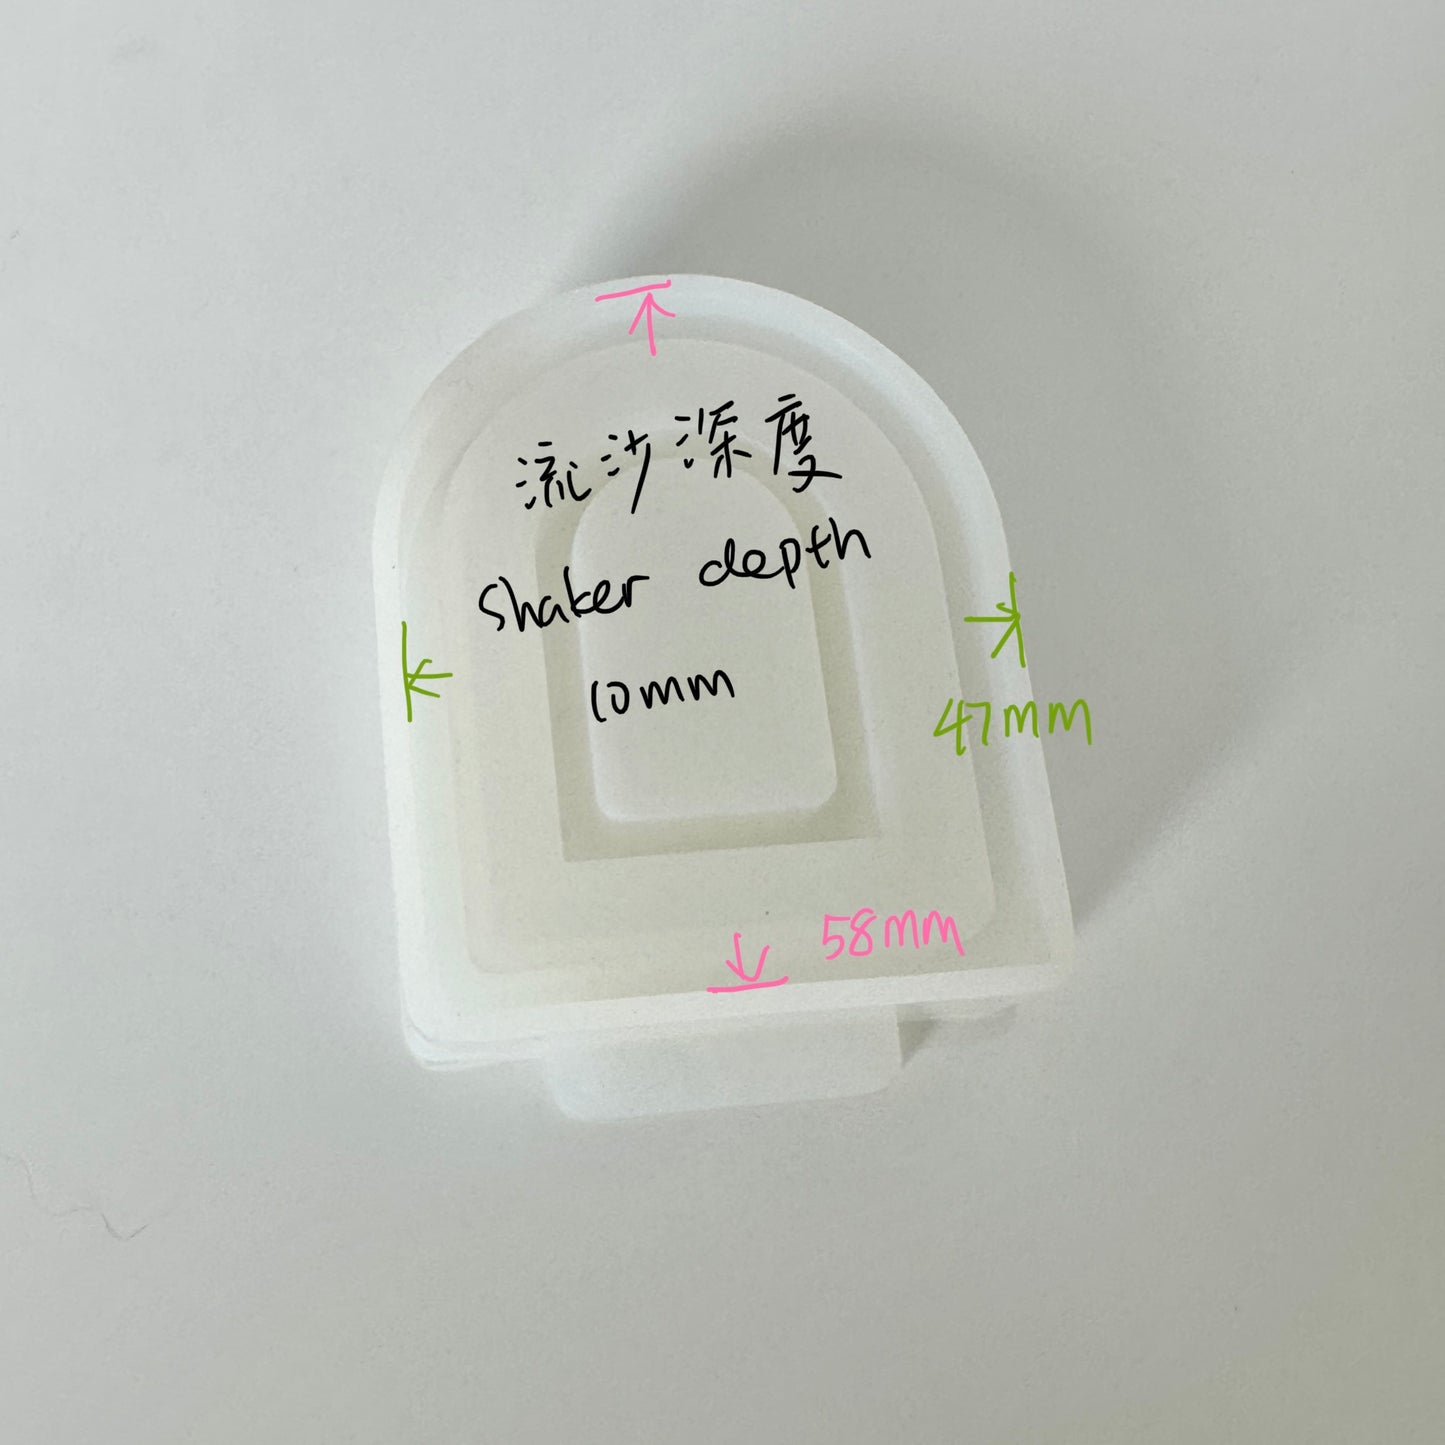 流沙深度
shaker depth
10mm
47mm
58mm